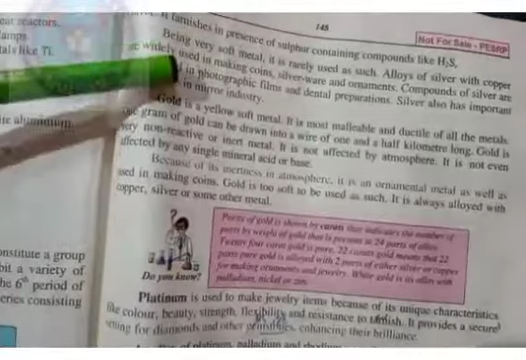 ear reactors.
lamps.
tals like Ti.
ite aluminum.
onstitute a group
bit a variety of
he 6th period of
eries consisting
145
Not For Sale - PESRP
it tarnishes in presence of sulphur containing compounds like H₂S,
Being very soft metal, it is rarely used as such. Alloys of silver with copper
are widely used in making coins, silver-ware and ornaments. Compounds of silver are
in photographic films and dental preparations. Silver also has important
in mirror industry.
Gold is a yellow soft metal. It is most malleable and ductile of all the metals.
One gram of gold can be drawn into a wire of one and a half kilometre long. Gold is
very non-reactive or inert metal. It is not affected by atmosphere. It is not even
affected by any single mineral acid or base.
Because of its inertness in atmosphere, it is an ornamental metal as well as
used in making coins. Gold is too soft to be used as such. It is always alloyed with
copper, silver or some other metal.
Do you know?
Purity of gold is shown by carats that indicates the number of
parts by weight of gold that is present in 24 parts of alloy.
Twenty four carat gold is pure. 22 carats gold means that 22
parts pure gold is alloyed with 2 parts of either silver or copper
for making ornaments and jewelry. White gold is its alloy with
palladium, nickel or zinc.
Platinum is used to make jewelry items because of its unique characteristics
like colour, beauty, strength, flexibility and resistance to tarnish. It provides a secure
setting for diamonds and other gemstones, enhancing their brilliance.
of platinum, palladium and